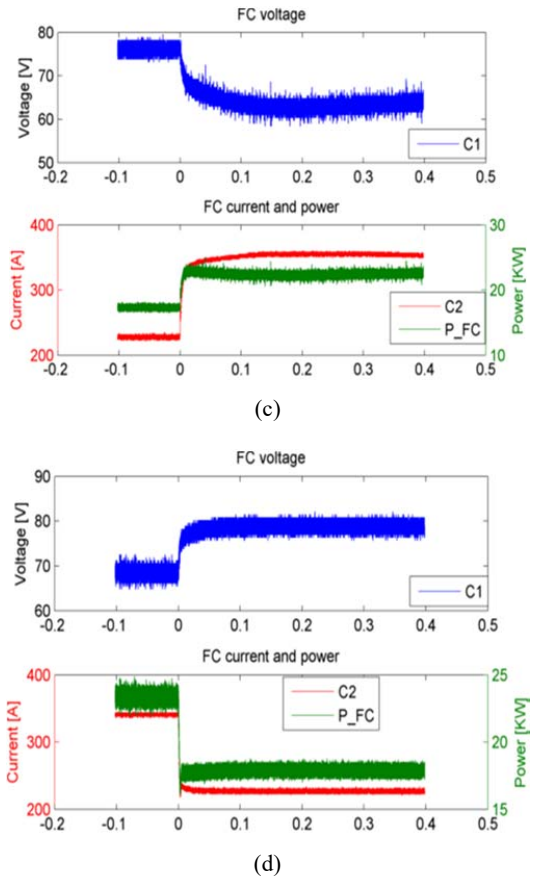 FC voltage
80
70
60
50
Voltage [V]
C1
-0.2 -0.1 0 0.1 0.2 0.3 0.4 0.5
FC current and power
400
300
200
Current [A]
30
20
10
Power [KW]
C2
P_FC
-0.2 -0.1 0 0.1 0.2 0.3 0.4 0.5
(c)
FC voltage
90
80
70
60
Voltage [V]
C1
-0.2 -0.1 0 0.1 0.2 0.3 0.4 0.5
FC current and power
400
300
200
Current [A]
25
20
15
Power [KW]
C2
P_FC
-0.2 -0.1 0 0.1 0.2 0.3 0.4 0.5
(d)